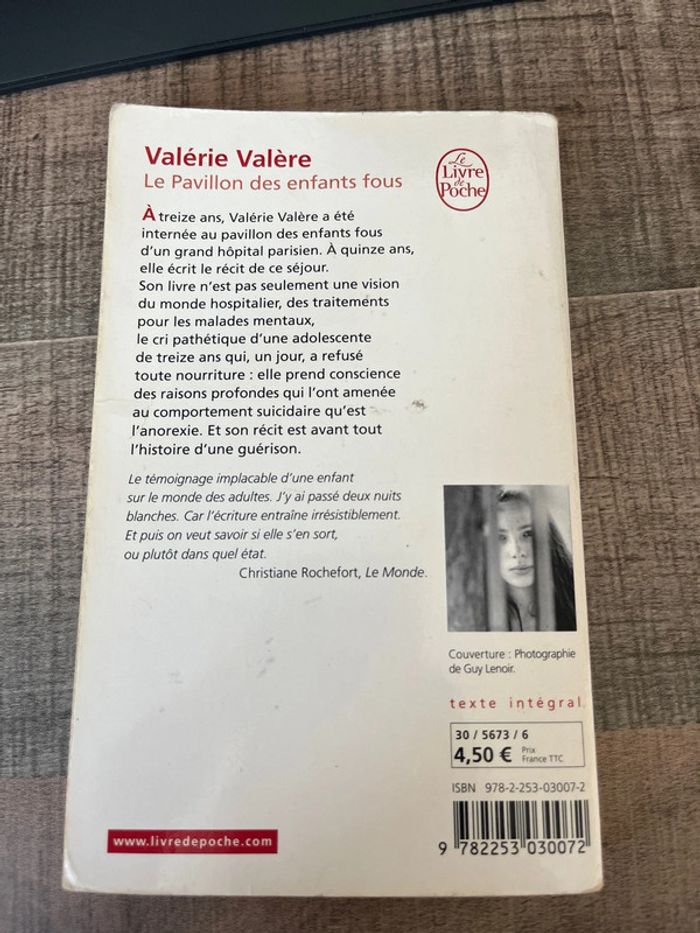 Valérie Valère
Le Pavillon des enfants fous
Le
Livre
de
Poche
À treize ans, Valérie Valère a été
internée au pavillon des enfants fous
d'un grand hôpital parisien. À quinze ans,
elle écrit le récit de ce séjour.
Son livre n'est pas seulement une vision
du monde hospitalier, des traitements
pour les malades mentaux,
le cri pathétique d'une adolescente
de treize ans qui, un jour, a refusé
toute nourriture : elle prend conscience
des raisons profondes qui l'ont amenée
au comportement suicidaire qu'est
l'anorexie. Et son récit est avant tout
l'histoire d'une guérison.
Le témoignage implacable d'une enfant
sur le monde des adultes. J'y ai passé deux nuits
blanches. Car l'écriture entraîne irrésistiblement.
Et puis on veut savoir si elle s'en sort,
ou plutôt dans quel état.
Christiane Rochefort, Le Monde.
Couverture : Photographie
de Guy Lenoir.
texte intégral
30 / 5673 / 6
4,50 € Prix
France TTC
ISBN 978-2-253-03007-2
9 782253 030072
www.livredepoche.com